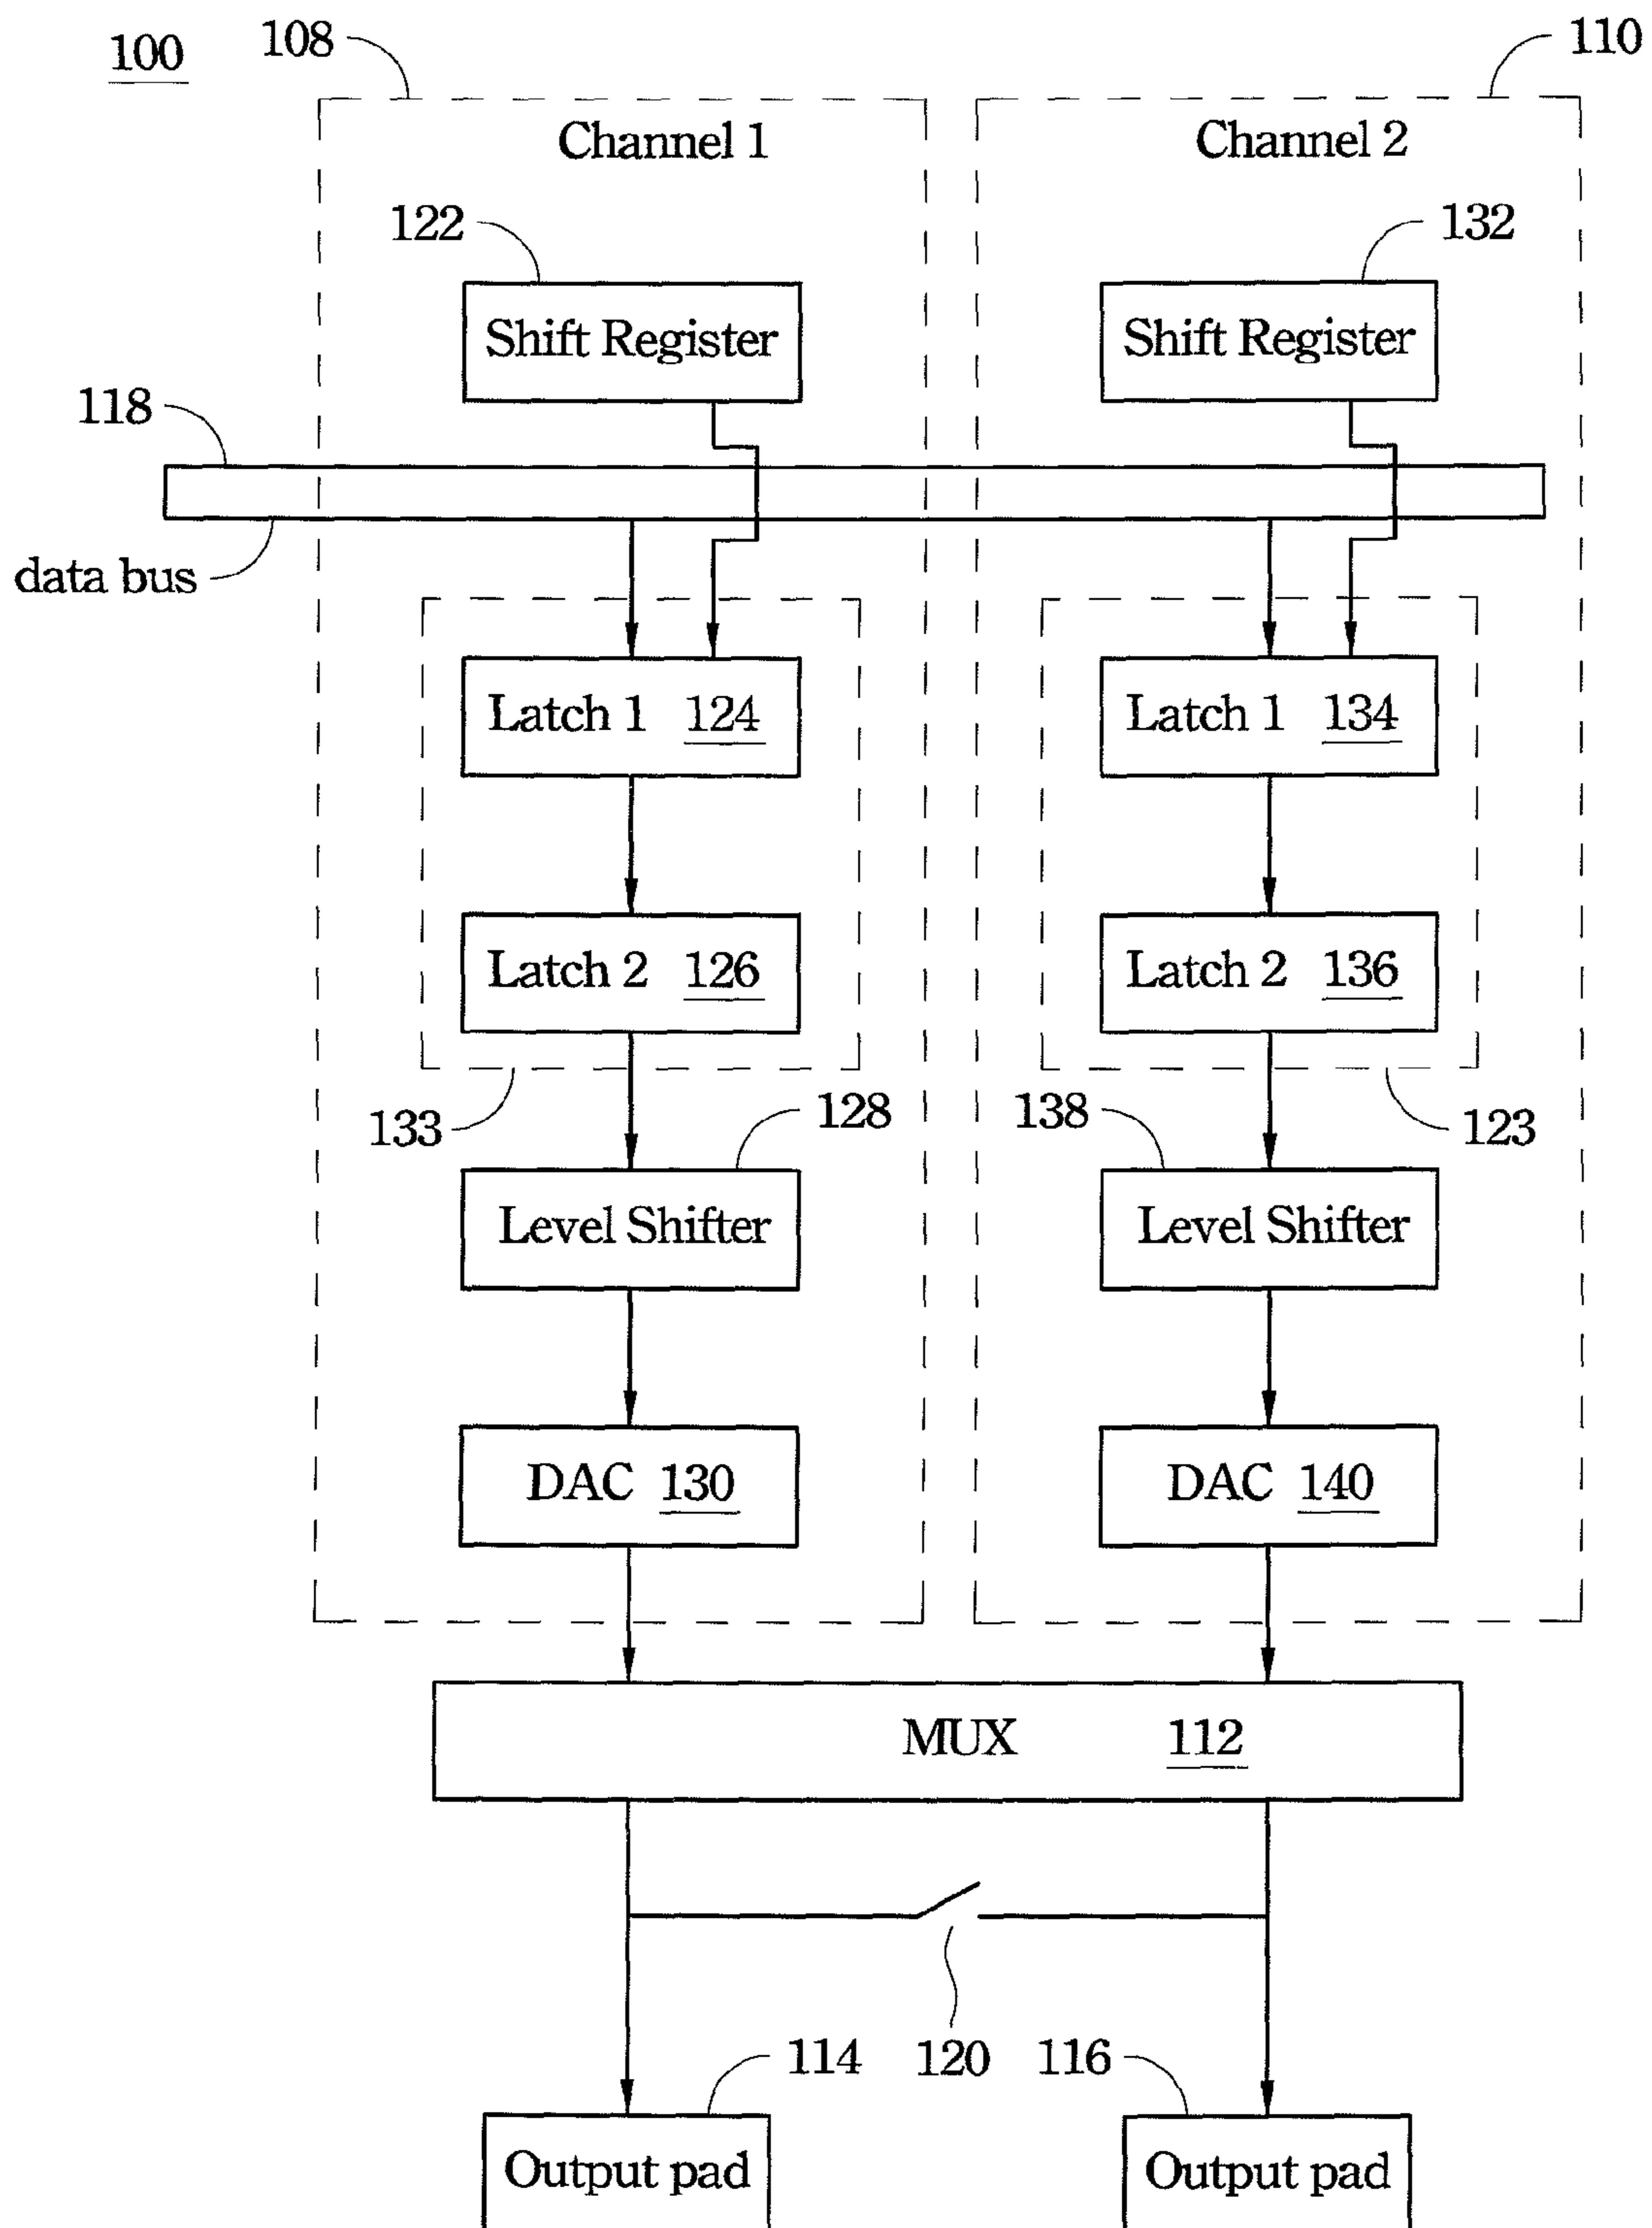 100
108
110
Channel 1
Channel 2
122
132
Shift Register
Shift Register
118
data bus
Latch 1 124
Latch 1 134
Latch 2 126
Latch 2 136
133
128
138
123
Level Shifter
Level Shifter
DAC 130
DAC 140
MUX 112
114
120
116
Output pad
Output pad